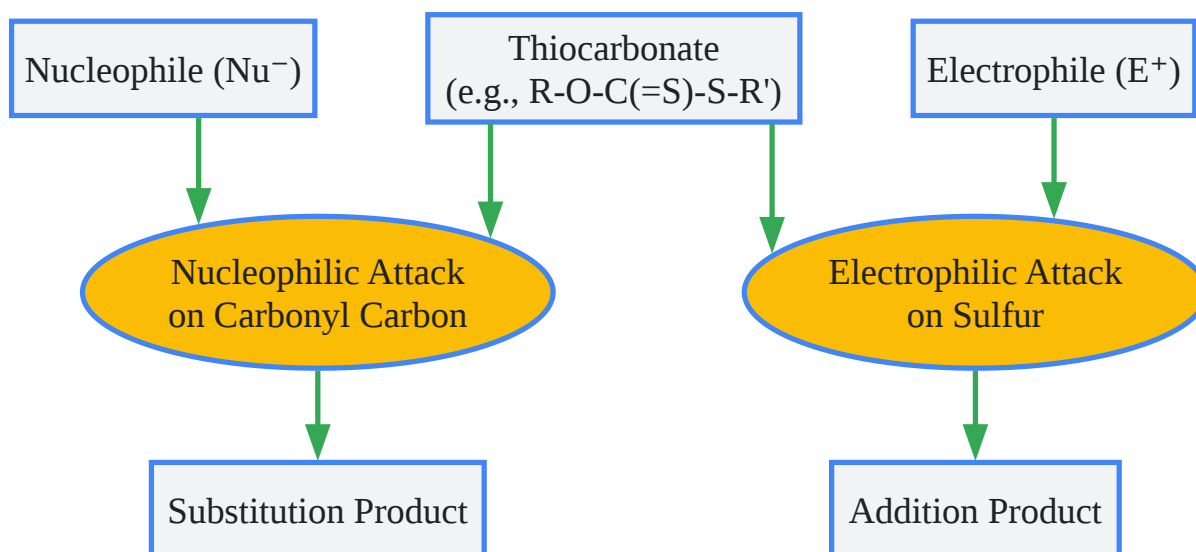 Nucleophile (Nu⁻)
Thiocarbonate
(e.g., R-O-C(=S)-S-R')
Electrophile (E⁺)
Nucleophilic Attack
on Carbonyl Carbon
Electrophilic Attack
on Sulfur
Substitution Product
Addition Product